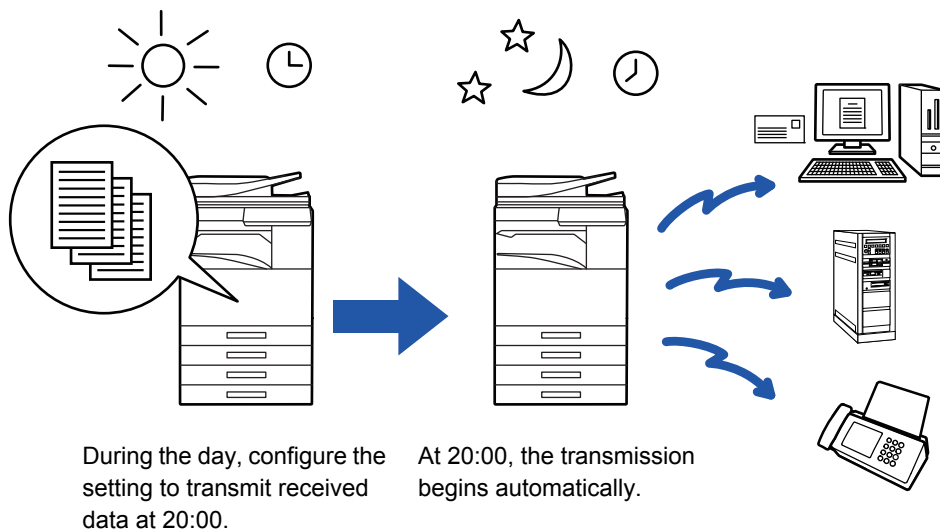 During the day, configure the
setting to transmit received
data at 20:00.
At 20:00, the transmission
begins automatically.